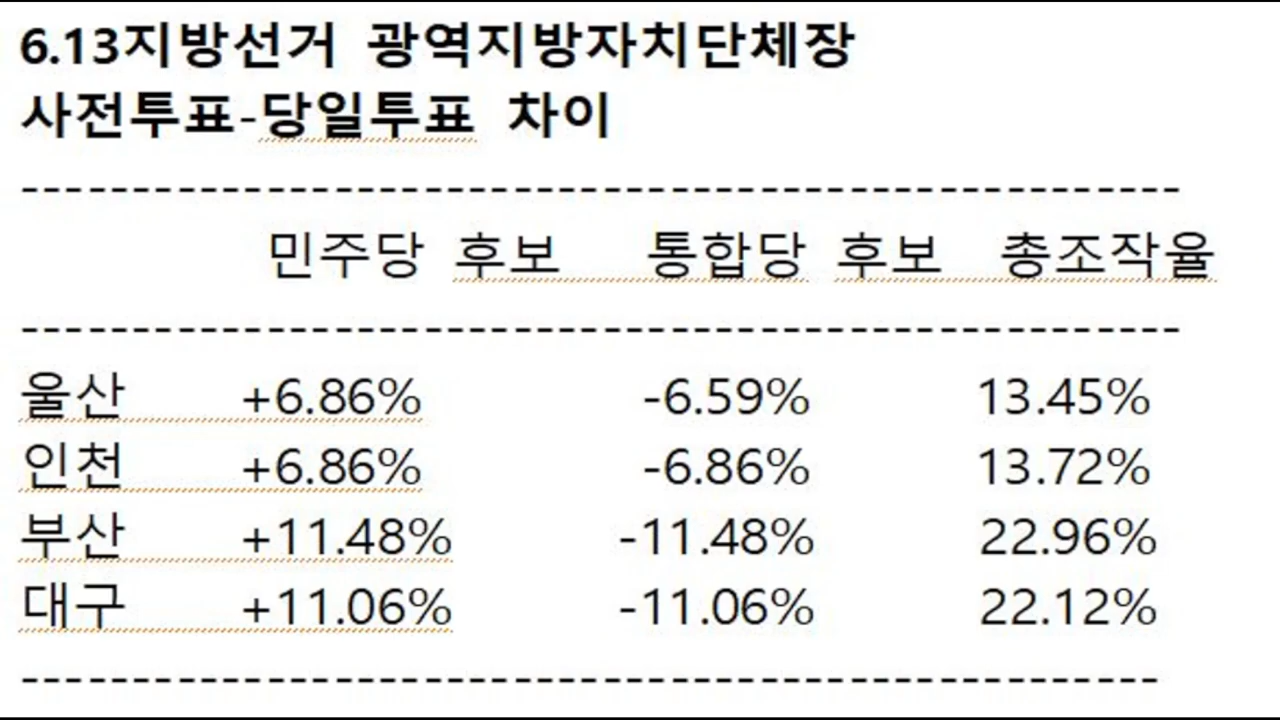 6.13지방선거 광역지방자치단체장
사전투표-당일투표 차이
-----------------------------------------------------
민주당 후보 통합당 후보 총조작율
-----------------------------------------------------
울산 +6.86% -6.59% 13.45%
인천 +6.86% -6.86% 13.72%
부산 +11.48% -11.48% 22.96%
대구 +11.06% -11.06% 22.12%
----------------------------------------------------